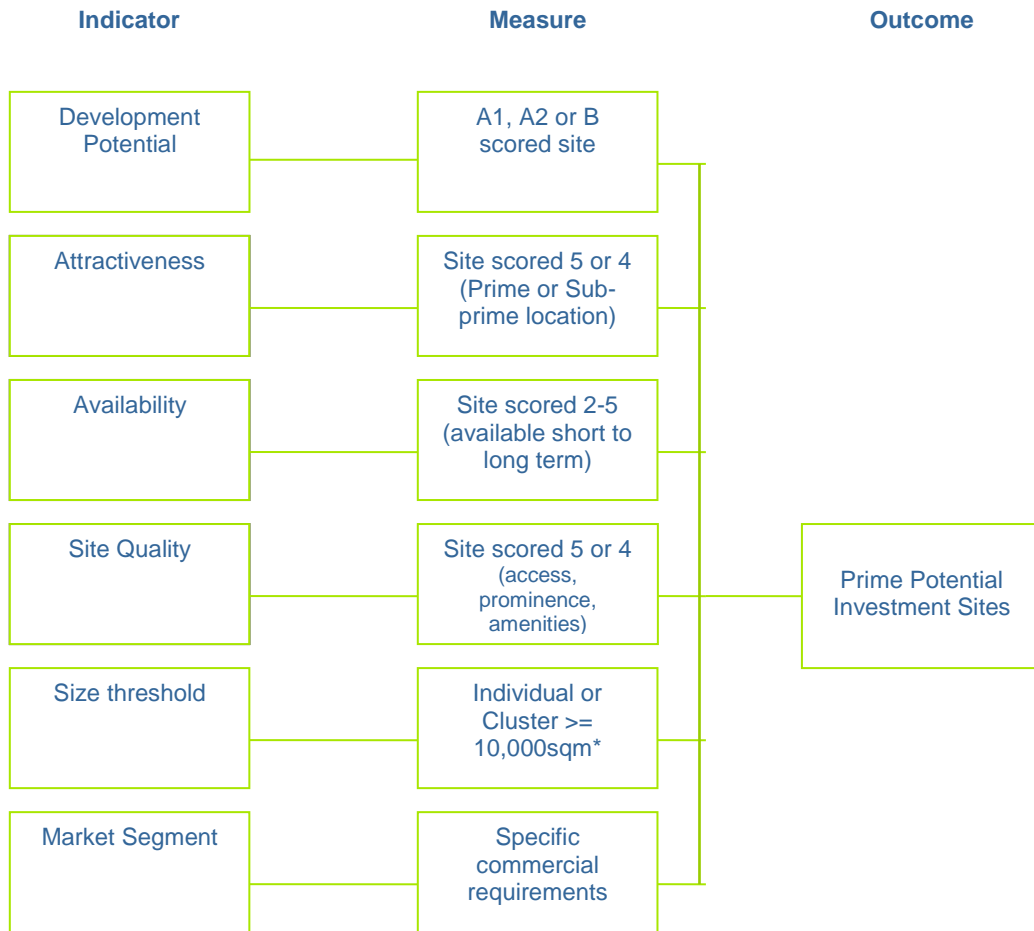 Indicator
Measure
Outcome
Development
Potential
A1, A2 or B
scored site
Attractiveness
Site scored 5 or 4
(Prime or Sub-
prime location)
Availability
Site scored 2-5
(available short to
long term)
Site Quality
Site scored 5 or 4
(access,
prominence,
amenities)
Prime Potential
Investment Sites
Size threshold
Individual or
Cluster >=
10,000sqm*
Market Segment
Specific
commercial
requirements